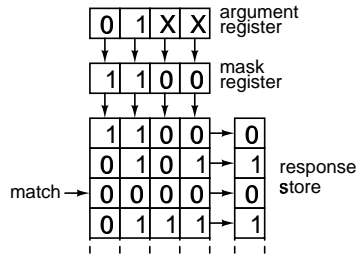 0 1 X X argument register
1 1 0 0 mask register
1 1 0 0 0
0 1 0 1 1 response store
match 0 0 0 0 0
0 1 1 1 1